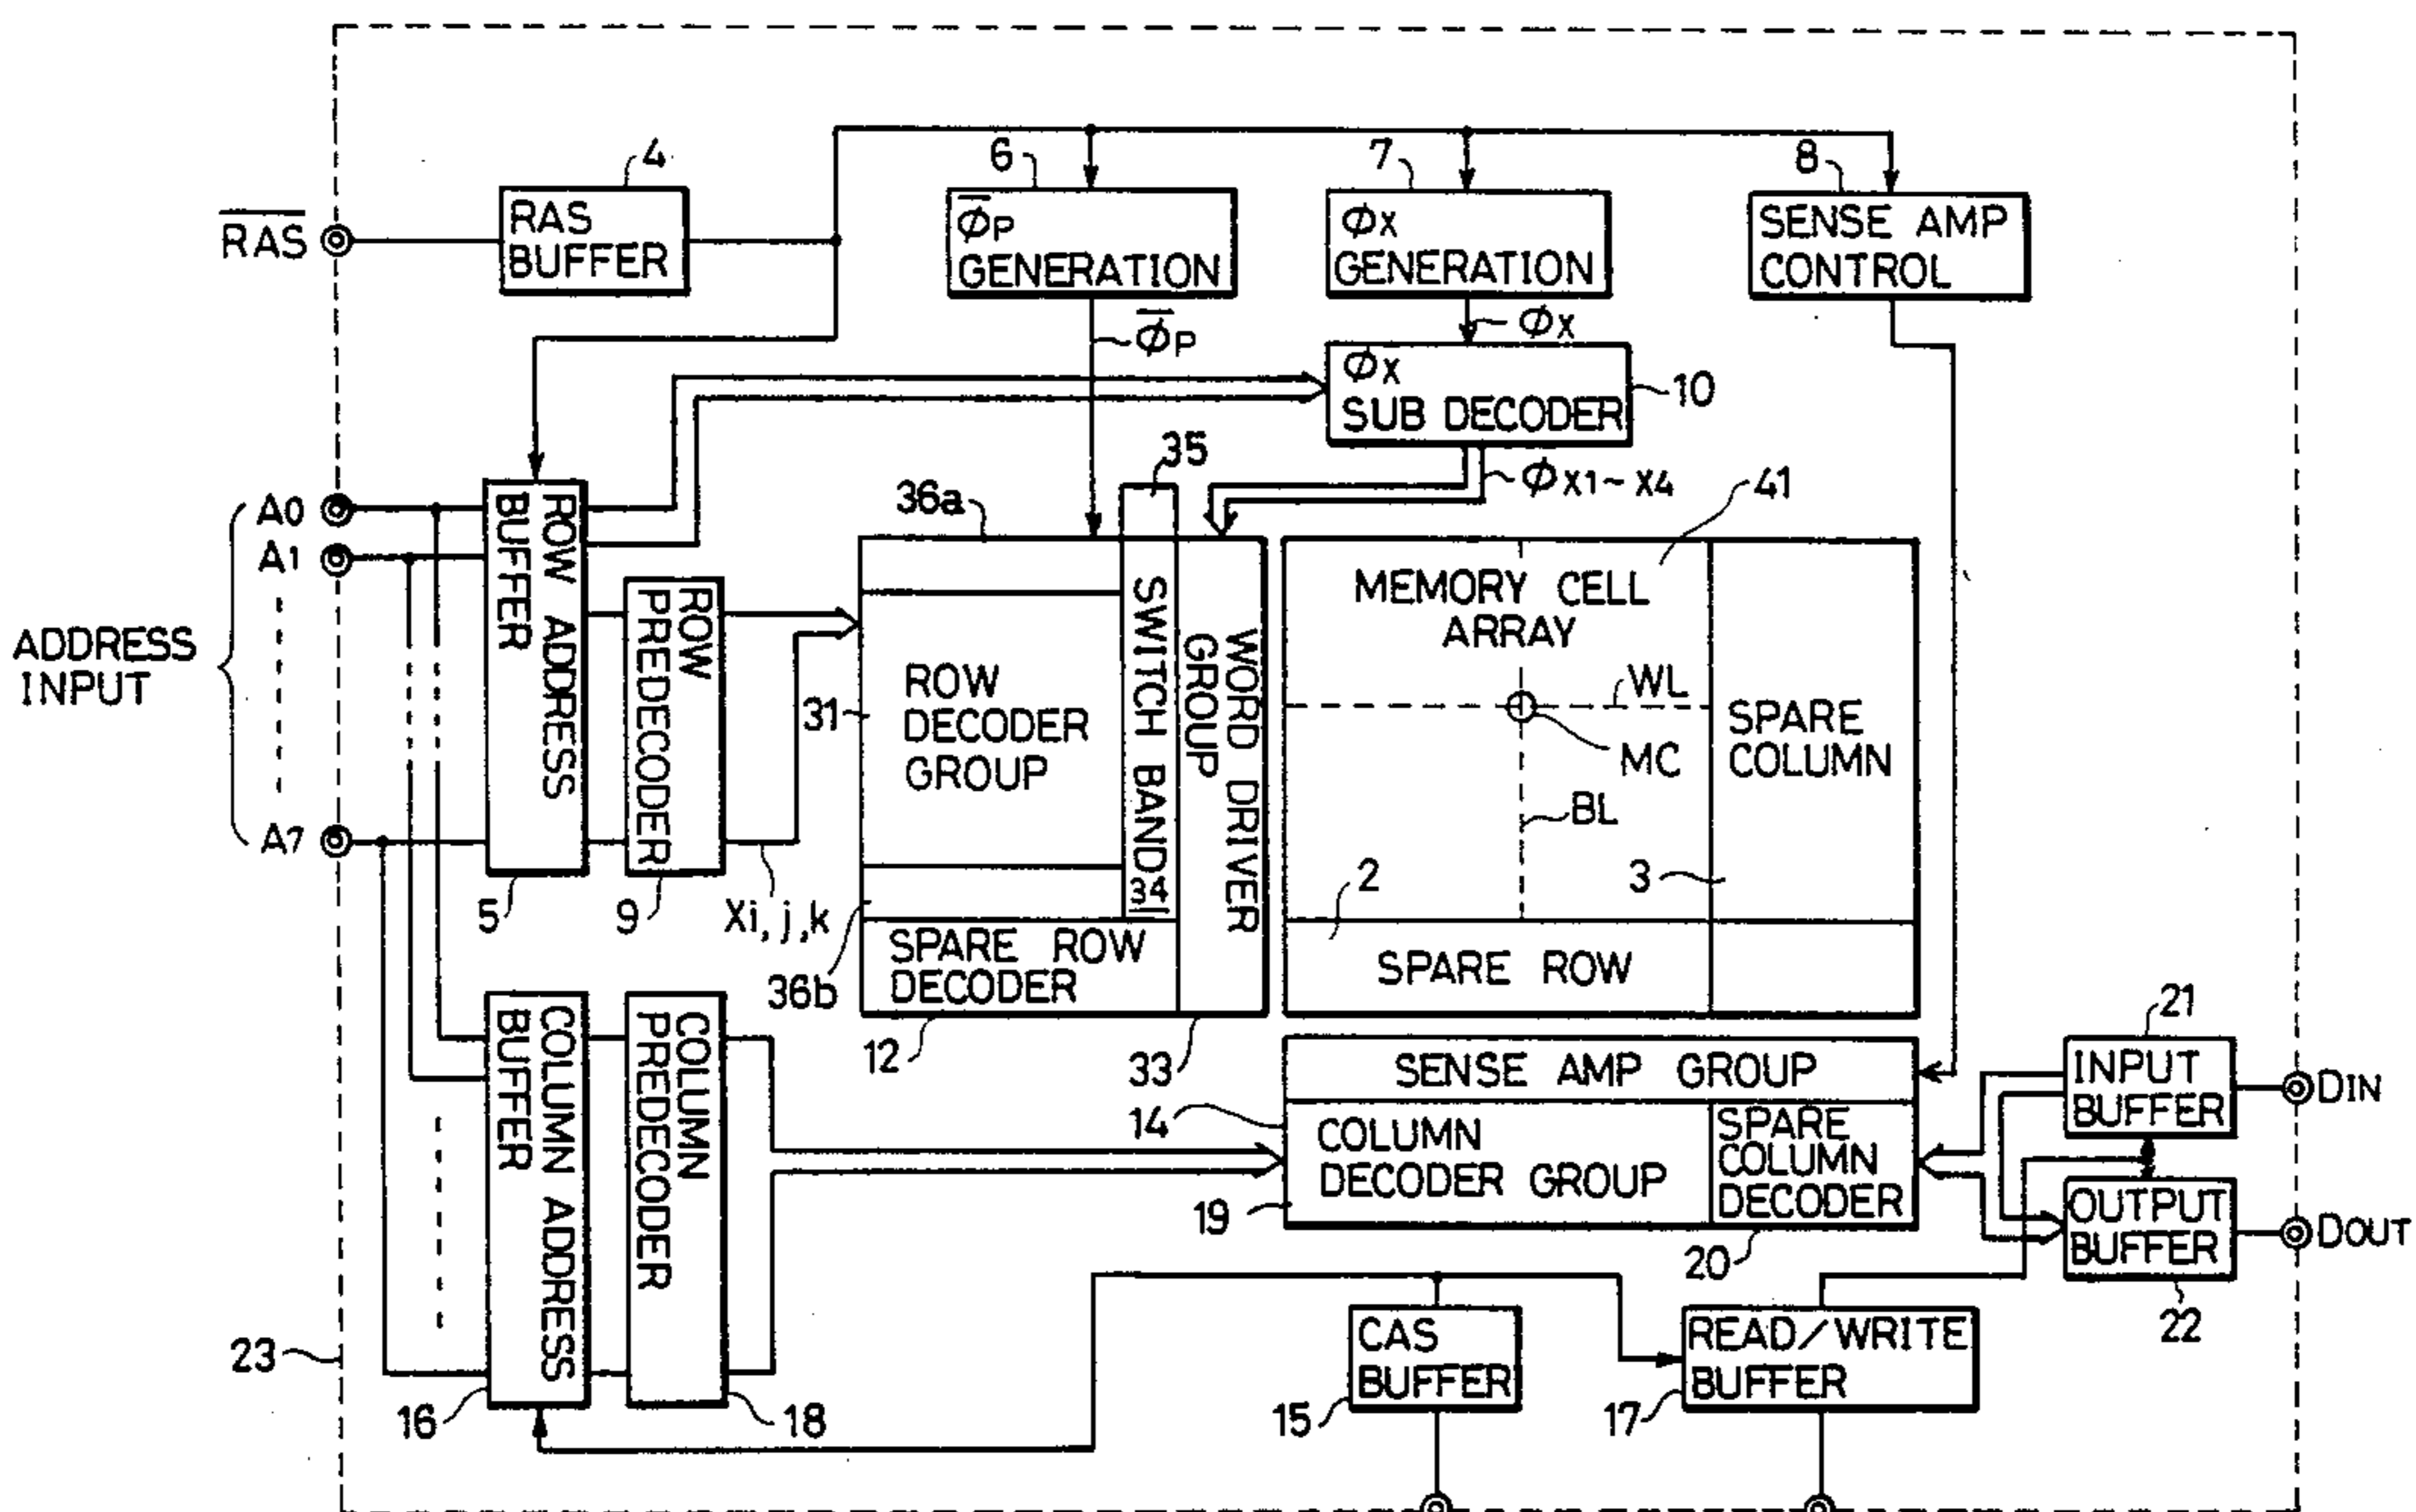 4
6
7
8
RAS
RAS
BUFFER
φ̅P
GENERATION
φX
GENERATION
SENSE AMP
CONTROL
φ̅P
φX
φX
SUB DECODER
10
35
φX1~X4
41
36a
A0
A1
A7
ADDRESS
INPUT
ROW ADDRESS
BUFFER
5
ROW
PREDECODER
9
Xi,j,k
31
ROW
DECODER
GROUP
SWITCH BAND
34
WORD DRIVER
GROUP
36b
SPARE ROW
DECODER
12
33
MEMORY CELL
ARRAY
WL
MC
BL
SPARE
COLUMN
2
3
SPARE ROW
COLUMN ADDRESS
BUFFER
16
COLUMN
PREDECODER
18
23
SENSE AMP GROUP
14
COLUMN
DECODER GROUP
19
SPARE
COLUMN
DECODER
20
21
INPUT
BUFFER
DIN
OUTPUT
BUFFER
DOUT
22
CAS
BUFFER
15
READ/WRITE
BUFFER
17